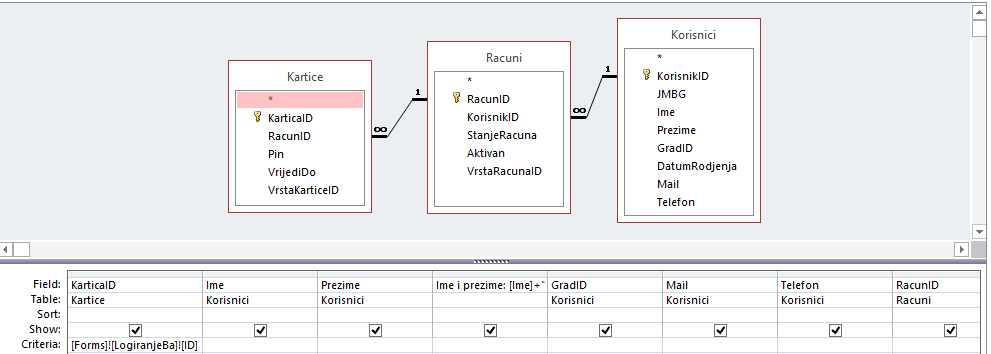 Kartice
*
KarticaID
RacunID
Pin
VrijediDo
VrstaKarticeID
1
∞
Racuni
*
RacunID
KorisnikID
StanjeRacuna
Aktivan
VrstaRacunaID
1
∞
Korisnici
*
KorisnikID
JMBG
Ime
Prezime
GradID
DatumRodjenja
Mail
Telefon
Field: KarticaID Ime Prezime Ime i prezime: [Ime]+" GradID Mail Telefon RacunID
Table: Kartice Korisnici Korisnici Korisnici Korisnici Korisnici Racuni
Sort:
Show:
Criteria: [Forms]![LogiranjeBa]![ID]